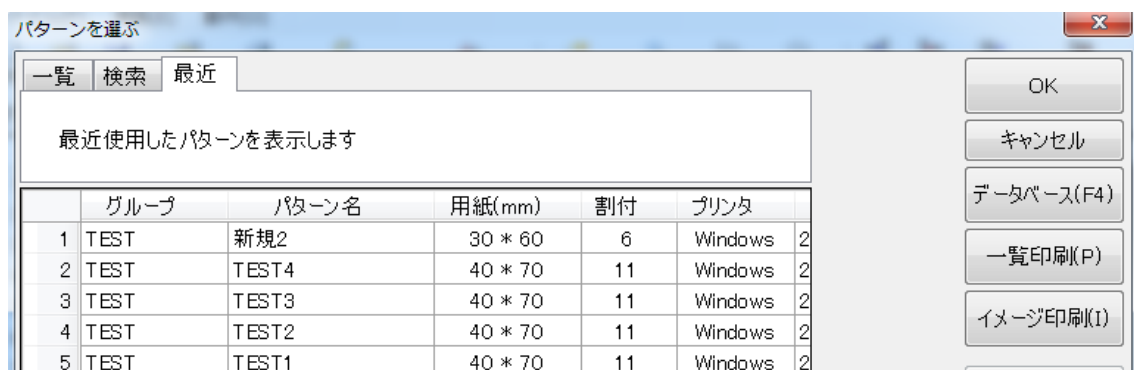 パターンを選ぶ
一覧 検索 最近
最近使用したパターンを表示します
グループ パターン名 用紙(mm) 割付 プリンタ
1 TEST 新規2 30 * 60 6 Windows 2
2 TEST TEST4 40 * 70 11 Windows 2
3 TEST TEST3 40 * 70 11 Windows 2
4 TEST TEST2 40 * 70 11 Windows 2
5 TEST TEST1 40 * 70 11 Windows 2
OK
キャンセル
データベース(F4)
一覧印刷(P)
イメージ印刷(I)